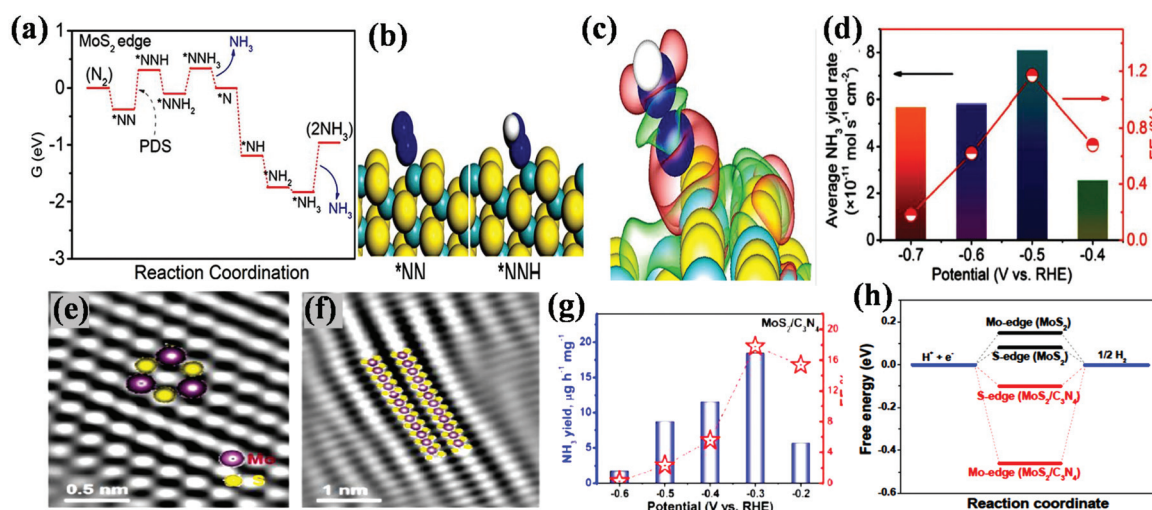 (a)
MoS₂ edge
1
0
-1
-2
-3
G (eV)
(N₂)
*NN
*NNH
PDS
*NNH₂
*NNH₃
NH₃
*N
*NH
*NH₂
*NH₃
(2NH₃)
NH₃
Reaction Coordination
(b)
*NN
*NNH
(c)
(d)
Average NH₃ yield rate
(×10⁻¹¹ mol s⁻¹ cm⁻²)
8
6
4
2
0
1.2
0.8
0.4
0.0
-0.7 -0.6 -0.5 -0.4
Potential (V vs. RHE)
(e)
Mo
S
0.5 nm
(f)
1 nm
(g)
MoS₂/C₃N₄
NH₃ yield, μg h⁻¹ mg⁻¹
20
15
10
5
0
20
16
12
8
4
0
-0.6 -0.5 -0.4 -0.3 -0.2
Potential (V vs. RHE)
(h)
Free energy (eV)
0.2
0.0
-0.2
-0.4
-0.6
Mo-edge (MoS₂)
S-edge (MoS₂)
H⁺ + e⁻
1/2 H₂
S-edge (MoS₂/C₃N₄)
Mo-edge (MoS₂/C₃N₄)
Reaction coordinate